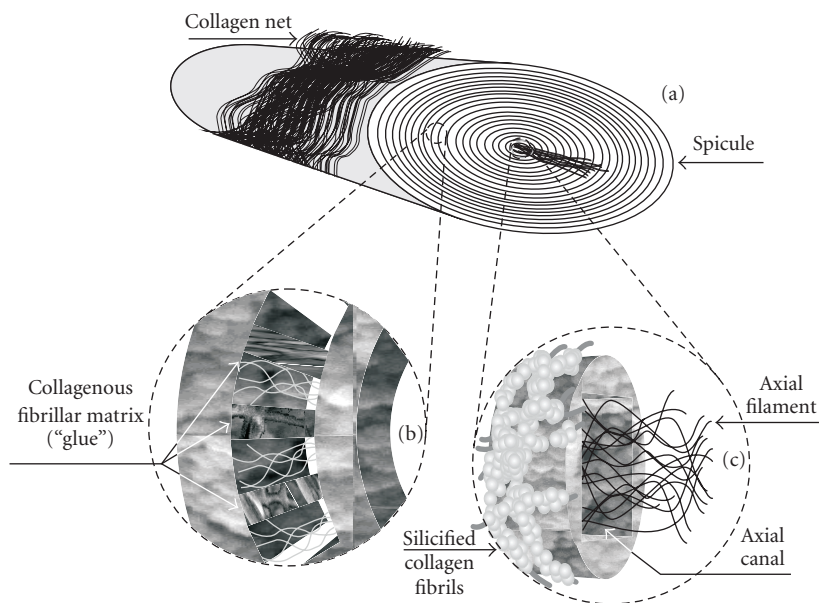 Collagen net
(a)
Spicule
Collagenous
fibrillar matrix
(“glue”)
(b)
Axial
filament
(c)
Silicified
collagen
fibrils
Axial
canal